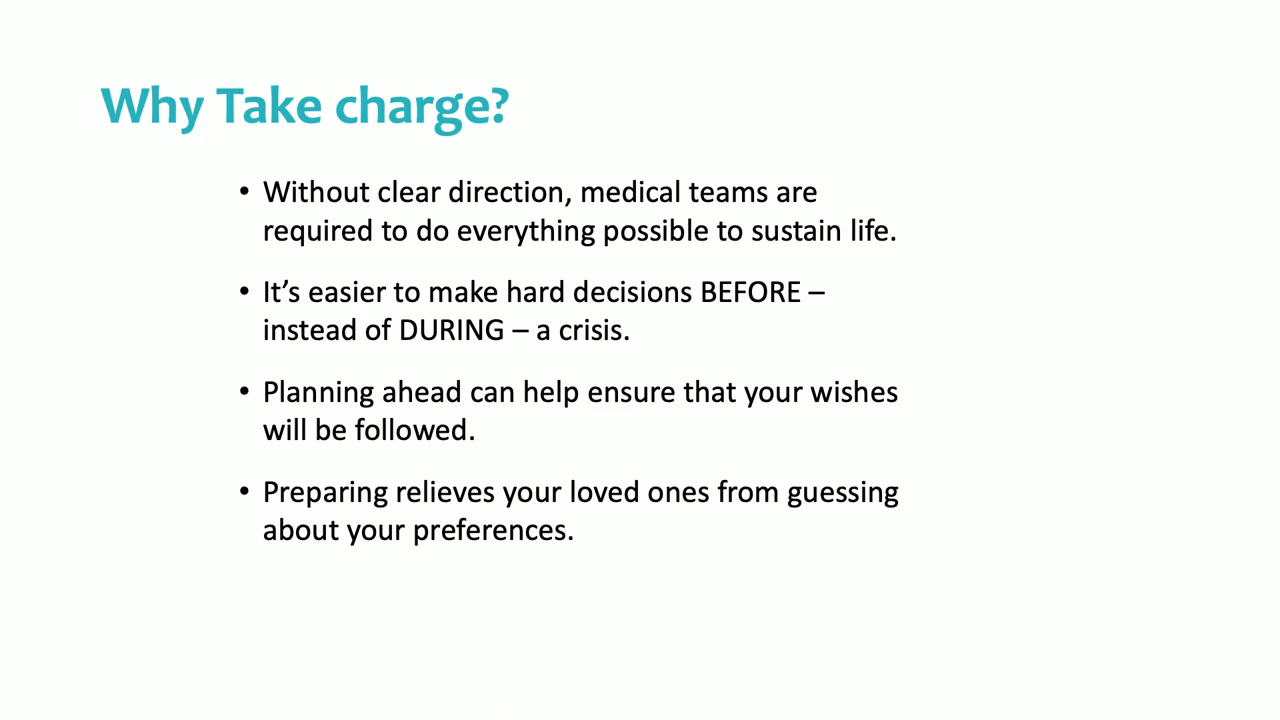 Why Take charge?
• Without clear direction, medical teams are
required to do everything possible to sustain life.
• It’s easier to make hard decisions BEFORE –
instead of DURING – a crisis.
• Planning ahead can help ensure that your wishes
will be followed.
• Preparing relieves your loved ones from guessing
about your preferences.